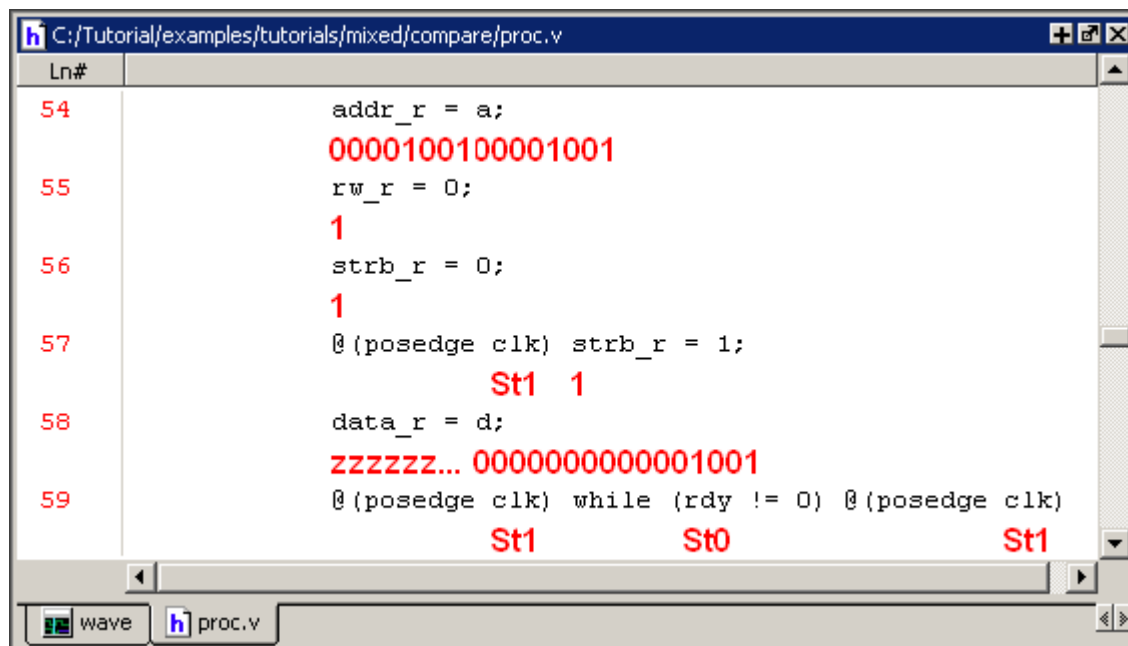 C:/Tutorial/examples/tutorials/mixed/compare/proc.v
Ln#
54 addr_r = a;
0000100100001001
55 rw_r = 0;
1
56 strb_r = 0;
1
57 @(posedge clk) strb_r = 1;
St1 1
58 data_r = d;
zzzzzz... 0000000000001001
59 @(posedge clk) while (rdy != 0) @(posedge clk)
St1 St0 St1
wave h proc.v